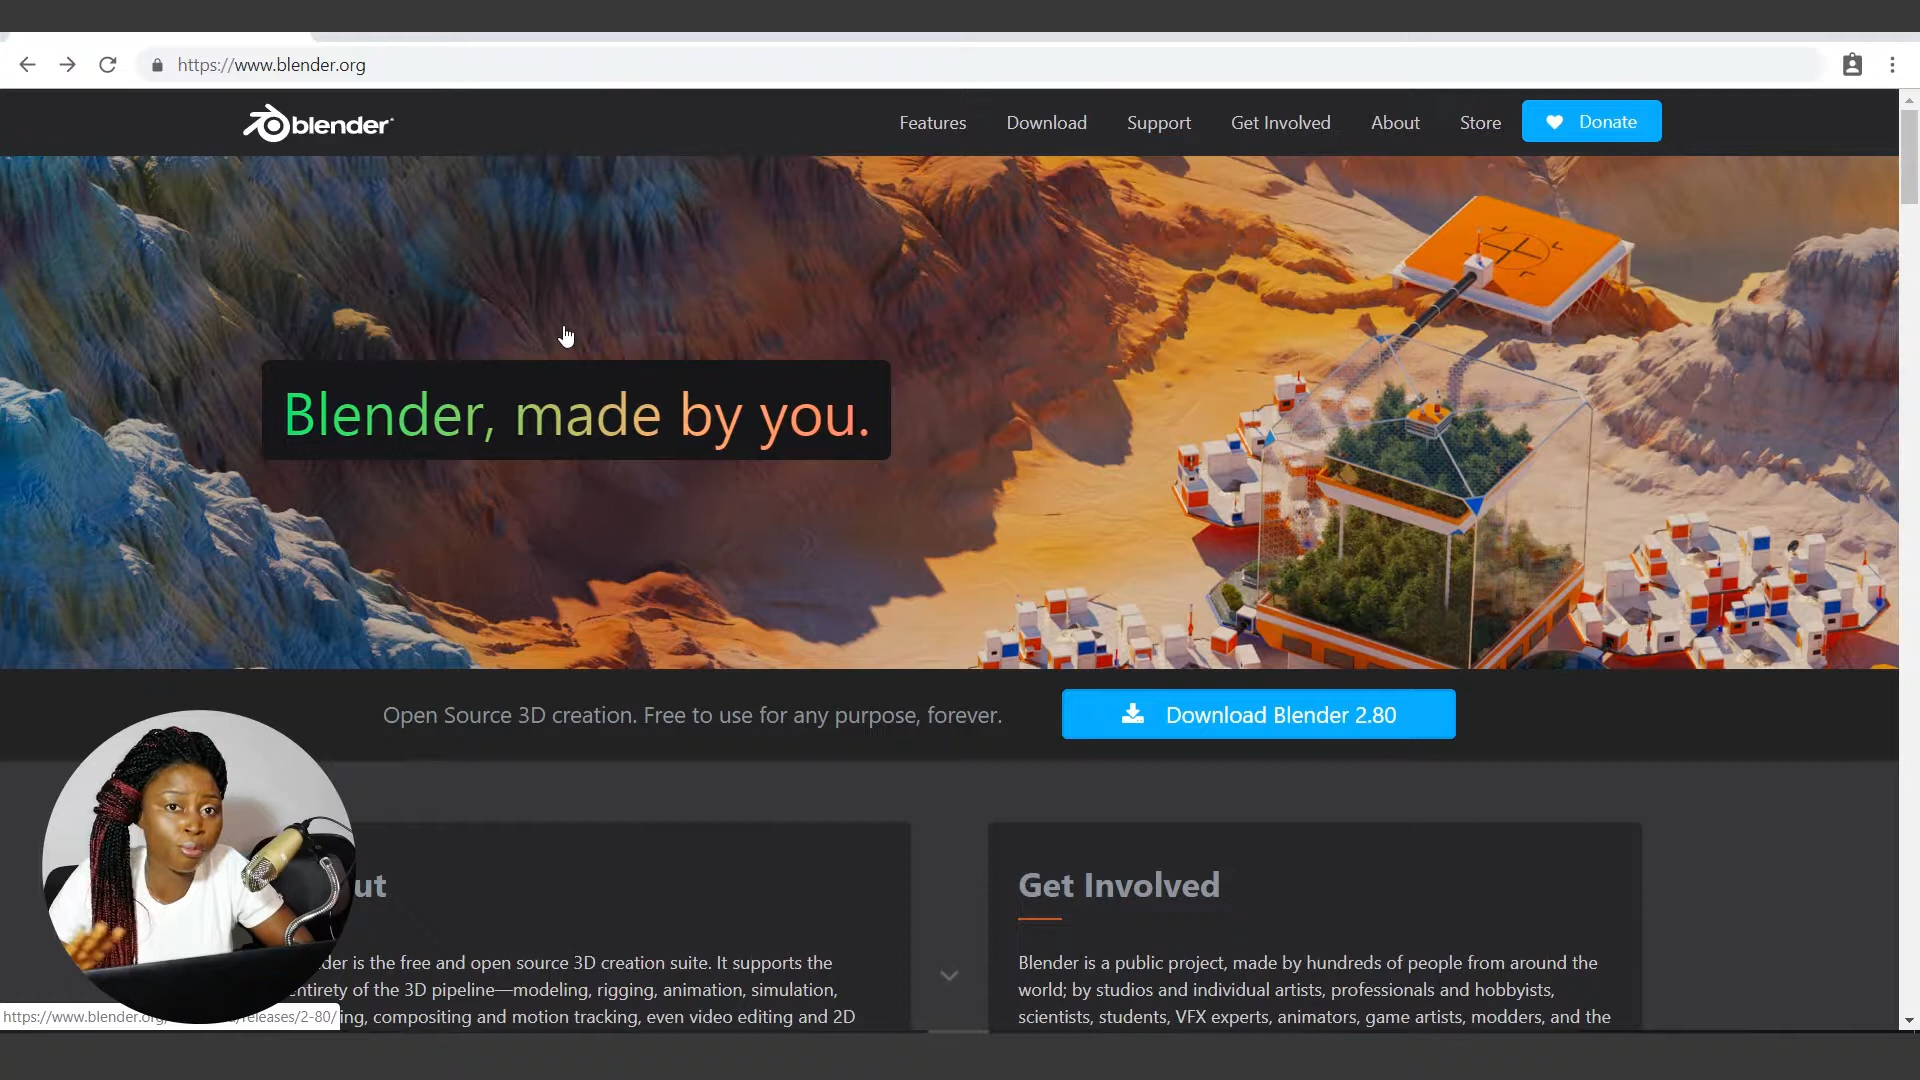 https://www.blender.org
blender
Features
Download
Support
Get Involved
About
Store
Donate
Blender, made by you.
Open Source 3D creation. Free to use for any purpose, forever.
Download Blender 2.80
Get Involved
is the free and open source 3D creation suite. It supports the
of the 3D pipeline—modeling, rigging, animation, simulation,
compositing and motion tracking, even video editing and 2D
Blender is a public project, made by hundreds of people from around the
world; by studios and individual artists, professionals and hobbyists,
scientists, students, VFX experts, animators, game artists, modders, and the
https://www.blender.org/ /releases/2-80/